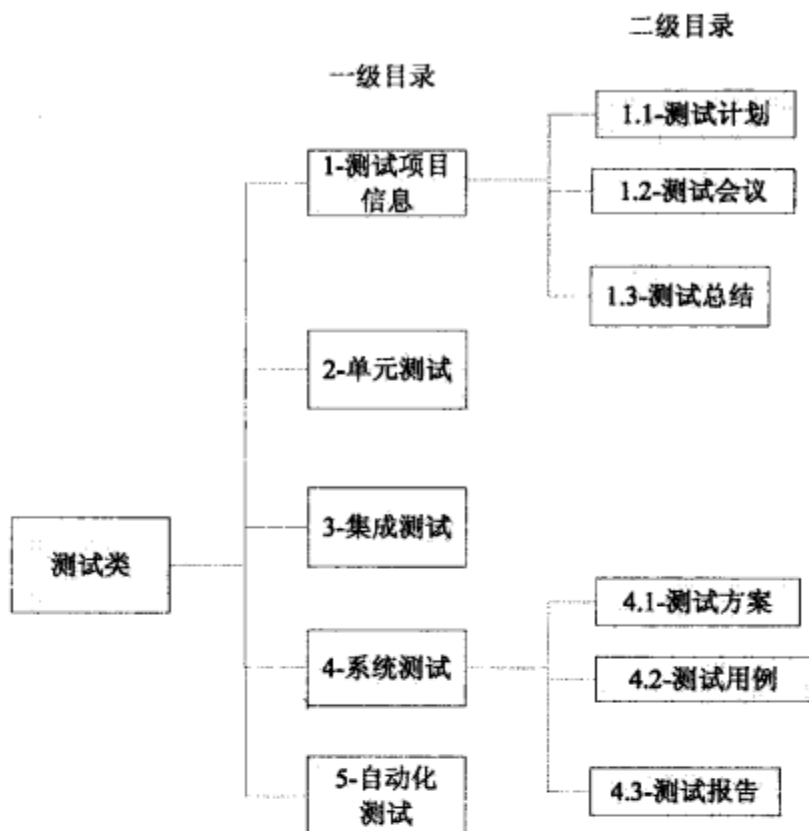 二级目录
一级目录
1.1-测试计划
1-测试项目
信息
1.2-测试会议
1.3-测试总结
2-单元测试
3-集成测试
测试类
4.1-测试方案
4-系统测试
4.2-测试用例
5-自动化
测试
4.3-测试报告